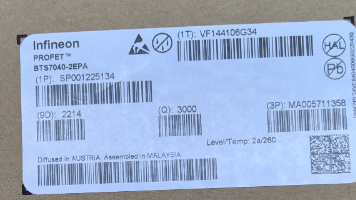 Infineon
(1T): VF144106G34
PROFET™
BTS7040-2EPA
(1P): SP001225134
HAL
Pb
(9D): 2214
(Q): 3000
(3P): MA005711358
Level/Temp: 2a/260
Diffused in AUSTRIA, Assembled in MALAYSIA